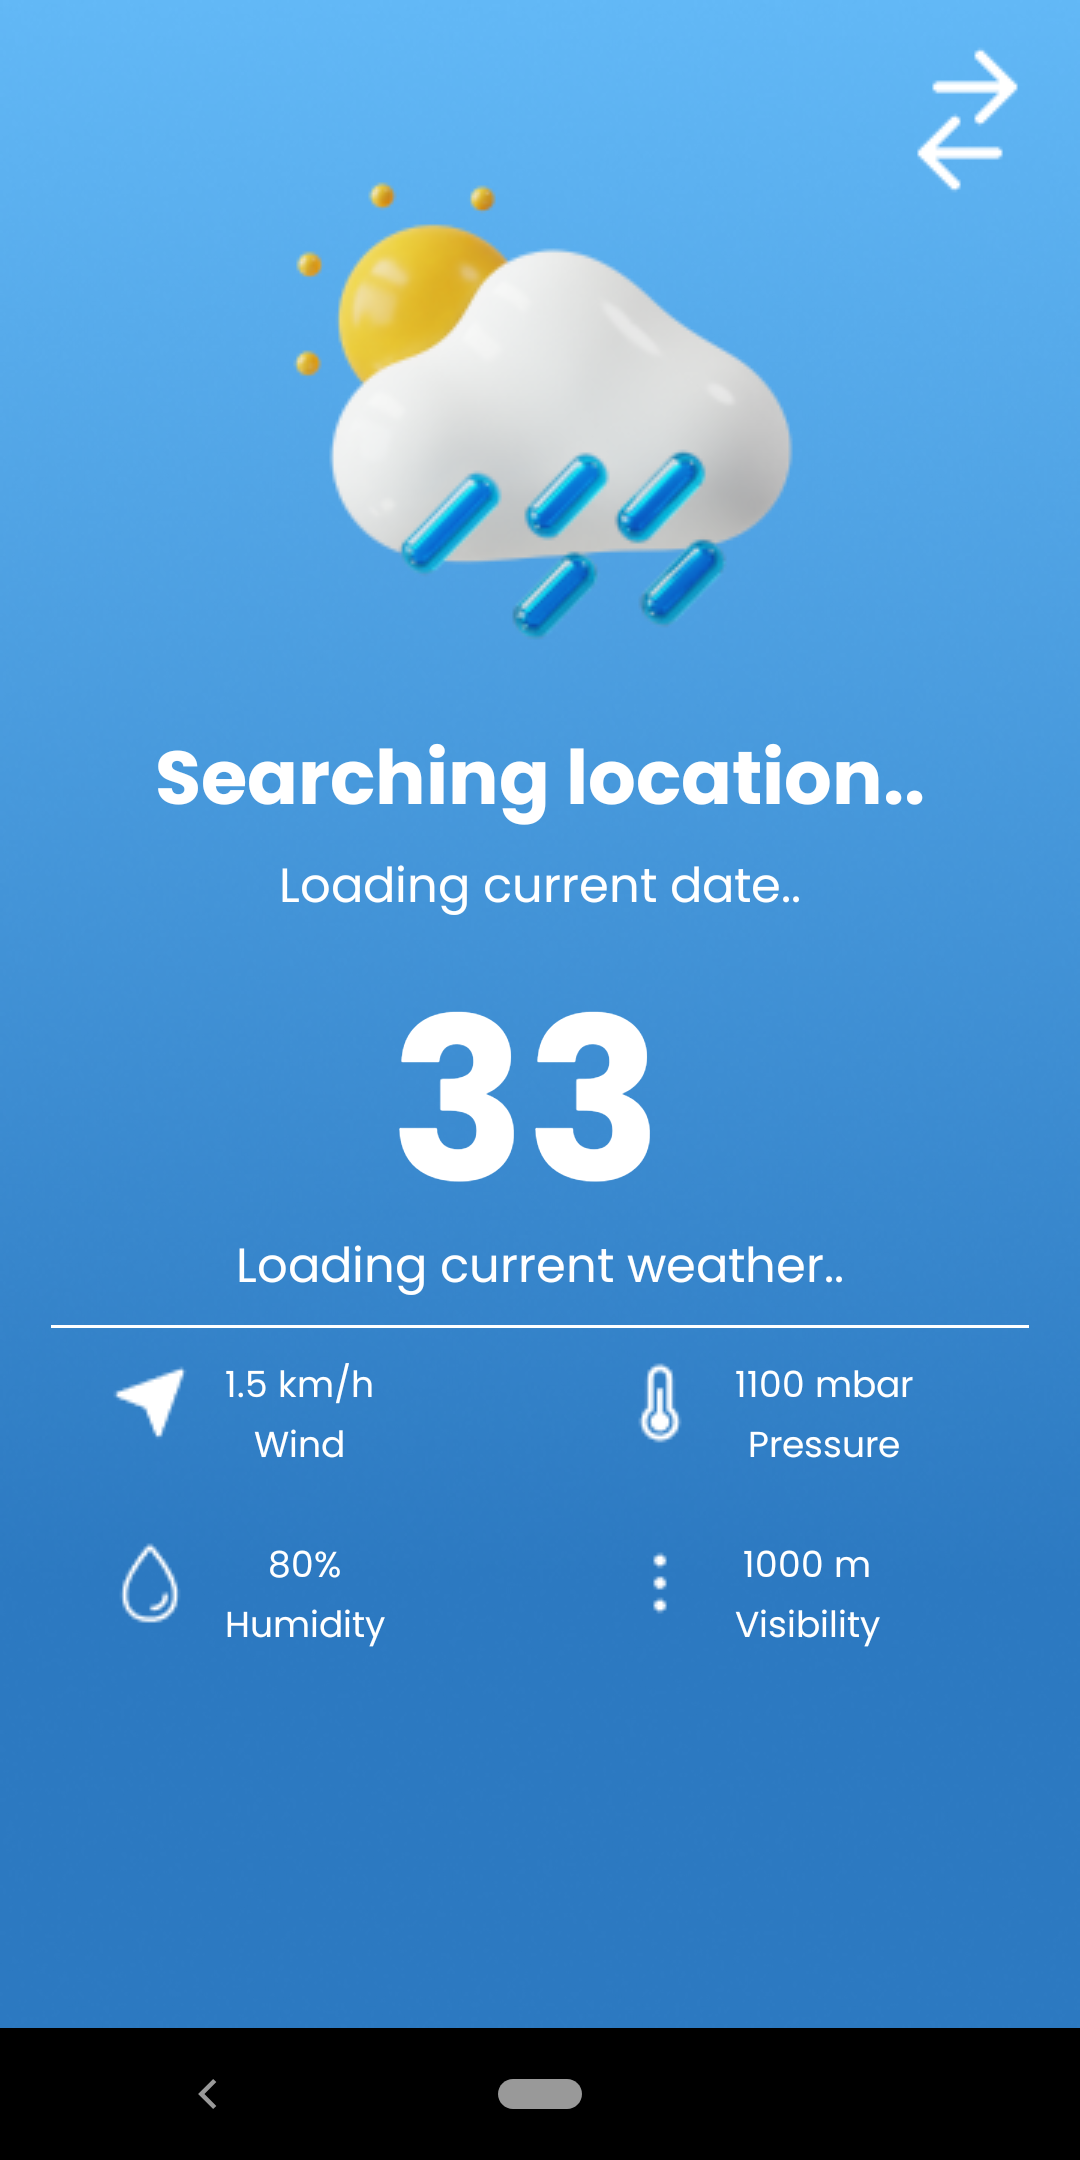 Searching location..
Loading current date..
33
Loading current weather..
1.5 km/h
Wind
1100 mbar
Pressure
80%
Humidity
1000 m
Visibility